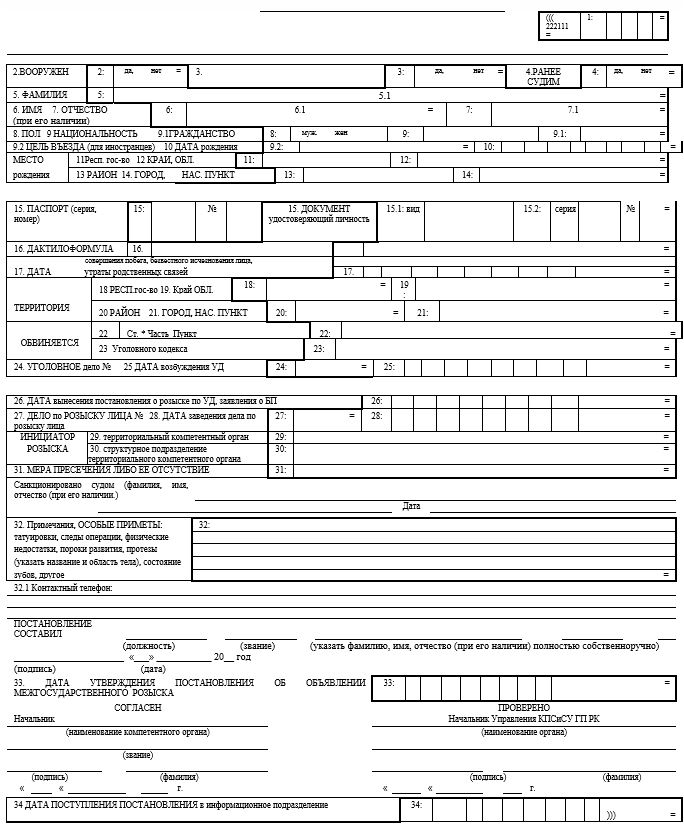 ((( 1: =
222111
=
2.ВООРУЖЕН 2: да, нет = 3. 3: да, нет = 4.РАНЕЕ СУДИМ 4: да, нет =
5. ФАМИЛИЯ 5: 5.1 =
6. ИМЯ 7. ОТЧЕСТВО (при его наличии) 6: 6.1 = 7: 7.1 =
8. ПОЛ 9 НАЦИОНАЛЬНОСТЬ 9.1ГРАЖДАНСТВО 8: муж. жен 9: 9.1: =
9.2 ЦЕЛЬ ВЪЕЗДА (для иностранцев) 10 ДАТА рождения 9.2: = 10: =
МЕСТО 11Респ. гос-во 12 КРАИ, ОБЛ. 11: 12: =
рождения 13 РАЙОН 14. ГОРОД, НАС. ПУНКТ 13: 14: =
15. ПАСПОРТ (серия, номер) 15: № 15. ДОКУМЕНТ удостоверяющий личность 15.1: вид 15.2: серия № =
16. ДАКТИЛОФОРМУЛА 16. =
совершения побега, безвестного исчезновения лица,
17. ДАТА утраты родственных связей 17. =
18 РЕСП.гос-во 19. Край ОБЛ. 18: = 19 : =
ТЕРРИТОРИЯ
20 РАЙОН 21. ГОРОД, НАС. ПУНКТ 20: = 21: =
22 Ст. * Часть Пункт 22: =
ОБВИНЯЕТСЯ
23 Уголовного кодекса 23: =
24. УГОЛОВНОЕ дело № 25 ДАТА возбуждения УД 24: = 25: =
26. ДАТА вынесения постановления о розыске по УД, заявления о БП 26: =
27. ДЕЛО по РОЗЫСКУ ЛИЦА № 28. ДАТА заведения дела по розыску лица 27: = 28: =
ИНИЦИАТОР 29. территориальный компетентный орган 29: =
РОЗЫСКА 30. структурное подразделение территориального компетентного органа 30: =
31. МЕРА ПРЕСЕЧЕНИЯ ЛИБО ЕЕ ОТСУТСТВИЕ 31: =
Санкционировано судом (фамилия, имя,
отчество (при его наличии.)
Дата
32. Примечания, ОСОБЫЕ ПРИМЕТЫ: 32:
татуировки, следы операции, физические
недостатки, пороки развития, протезы
(указать название и область тела), состояние
зубов, другое =
32.1 Контактный телефон:
ПОСТАНОВЛЕНИЕ
СОСТАВИЛ
(должность) (звание) (указать фамилию, имя, отчество (при его наличии) полностью собственноручно)
«___» 20__ год
(подпись) (дата)
33. ДАТА УТВЕРЖДЕНИЯ ПОСТАНОВЛЕНИЯ ОБ ОБЪЯВЛЕНИИ 33: =
МЕЖГОСУДАРСТВЕННОГО РОЗЫСКА
СОГЛАСЕН ПРОВЕРЕНО
Начальник Начальник Управления КПСиСУ ГП РК
(наименование компетентного органа) (наименование органа)
(звание)
(подпись) (фамилия) (подпись) (фамилия)
« « г. « « г.
34 ДАТА ПОСТУПЛЕНИЯ ПОСТАНОВЛЕНИЯ в информационное подразделение 34: ))) =